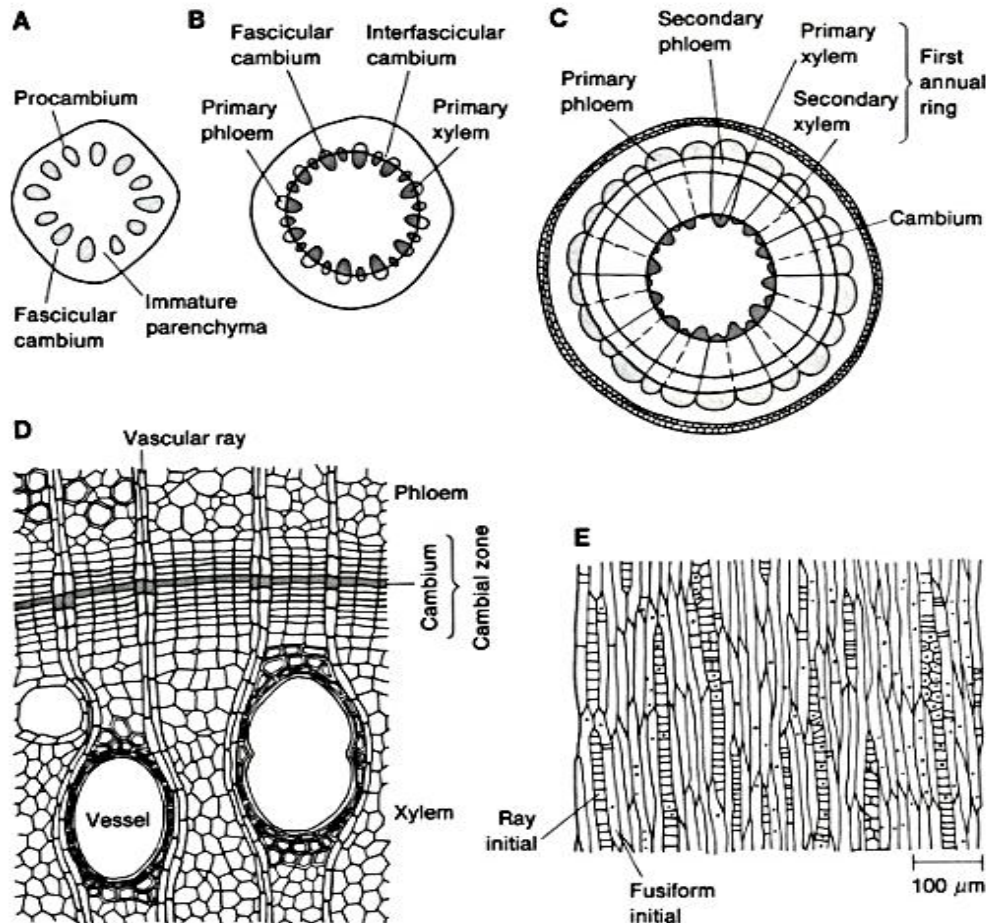 A
Procambium
Fascicular
cambium
Immature
parenchyma
B
Fascicular
cambium
Interfascicular
cambium
Primary
phloem
Primary
xylem
C
Secondary
phloem
Primary
xylem
Primary
phloem
Secondary
xylem
First
annual
ring
Cambium
D
Vascular ray
Phloem
Cambium
Cambial zone
Vessel
Xylem
E
Ray
initial
Fusiform
initial
100 μm